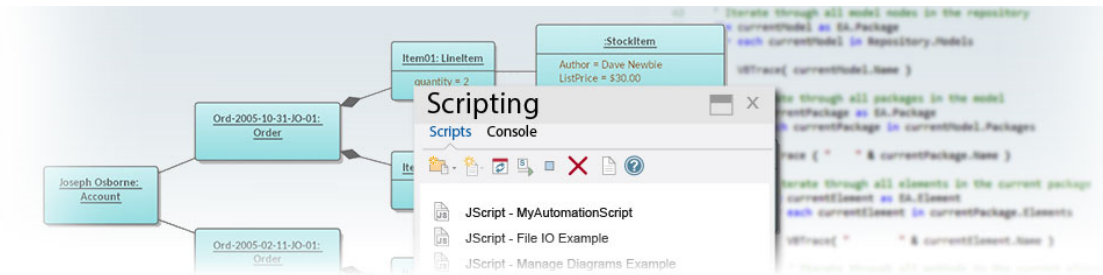 Joseph Osborne:
Account
Ord-2005-10-31-JO-01:
Order
Ord-2005-02-11-JO-01:
Order
Item01: LineItem
quantity = 2
:StockItem
Author = Dave Newbie
ListPrice = $30.00
Scripting
Scripts Console
JScript - MyAutomationScript
JScript - File IO Example
JScript - Manage Diagrams Example
' Iterate through all model nodes in the repository
currentModel as EA.Package
each currentModel in Repository.Models
VBTrace( currentModel.Name )
through all packages in the model
currentPackage as EA.Package
currentPackage in currentModel.Packages
( " " & currentPackage.Name )
through all elements in the current package
currentElement as EA.Element
each currentElement in currentPackage.Elements
VBTrace( " " & currentElement.Name )